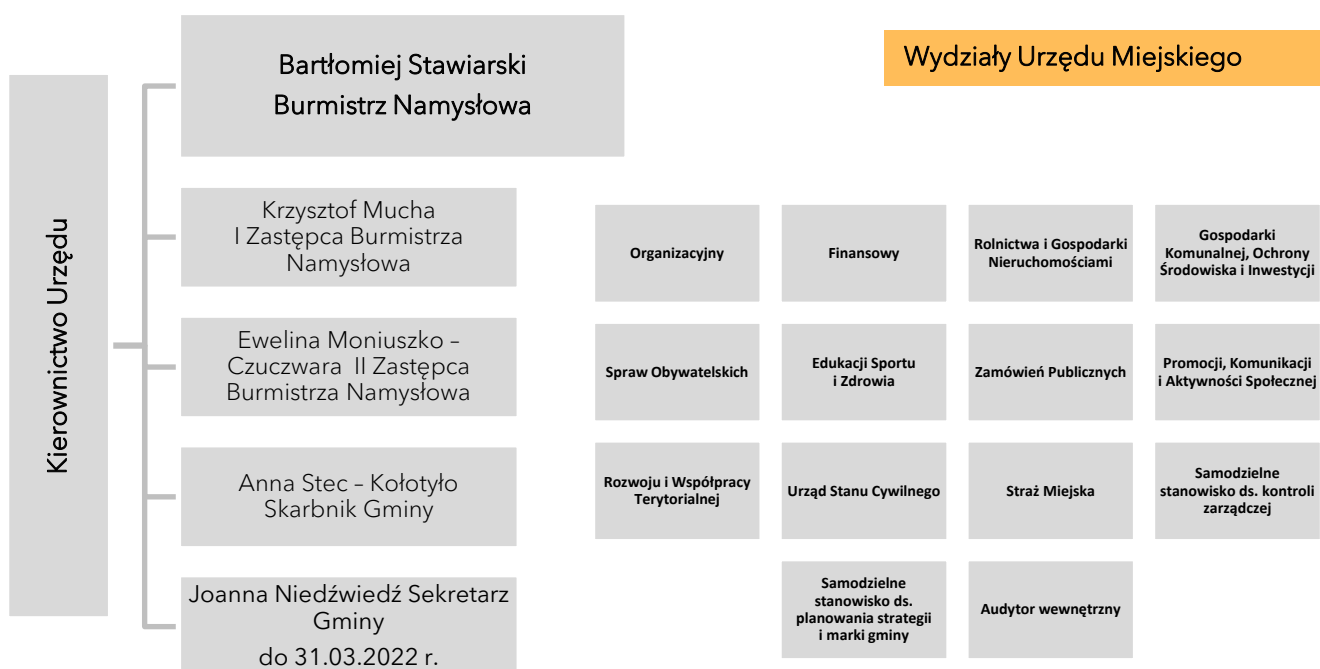 Kierownictwo Urzędu
Bartłomiej Stawiarski
Burmistrz Namysłowa
Krzysztof Mucha
I Zastępca Burmistrza
Namysłowa
Ewelina Moniuszko –
Czuczwara  II Zastępca
Burmistrza Namysłowa
Anna Stec – Kołotyło
Skarbnik Gminy
Joanna Niedźwiedź Sekretarz
Gminy
do 31.03.2022 r.
Wydziały Urzędu Miejskiego
Organizacyjny
Finansowy
Rolnictwa i Gospodarki
Nieruchomościami
Gospodarki
Komunalnej, Ochrony
Środowiska i Inwestycji
Spraw Obywatelskich
Edukacji Sportu
i Zdrowia
Zamówień Publicznych
Promocji, Komunikacji
i Aktywności Społecznej
Rozwoju i Współpracy
Terytorialnej
Urząd Stanu Cywilnego
Straż Miejska
Samodzielne
stanowisko ds. kontroli
zarządczej
Samodzielne
stanowisko ds.
planowania strategii
i marki gminy
Audytor wewnętrzny